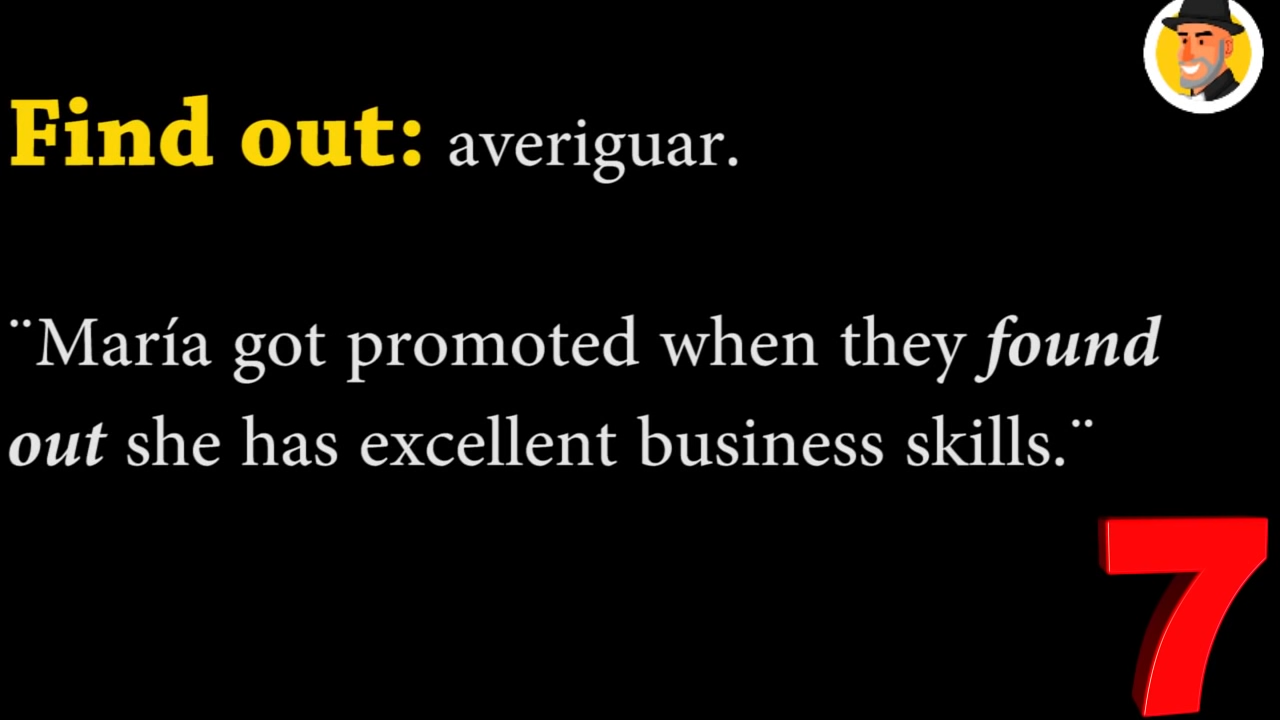 Find out: averiguar.
¨María got promoted when they found
out she has excellent business skills.¨
7